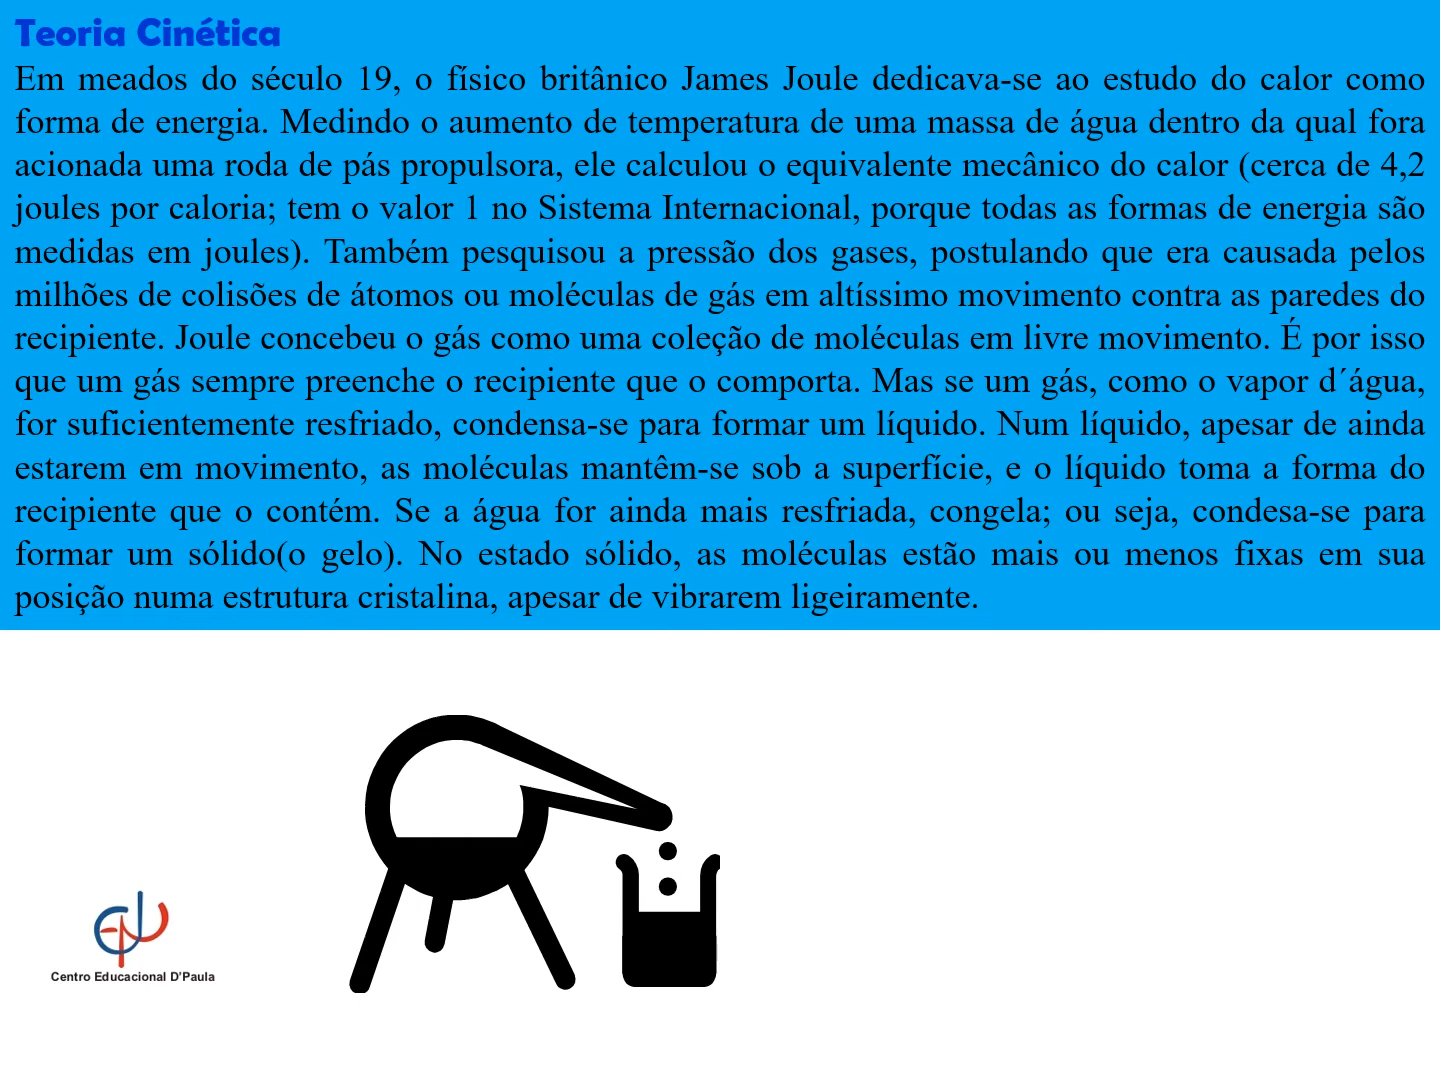 Teoria Cinética
Em meados do século 19, o físico britânico James Joule dedicava-se ao estudo do calor como
forma de energia. Medindo o aumento de temperatura de uma massa de água dentro da qual fora
acionada uma roda de pás propulsora, ele calculou o equivalente mecânico do calor (cerca de 4,2
joules por caloria; tem o valor 1 no Sistema Internacional, porque todas as formas de energia são
medidas em joules). Também pesquisou a pressão dos gases, postulando que era causada pelos
milhões de colisões de átomos ou moléculas de gás em altíssimo movimento contra as paredes do
recipiente. Joule concebeu o gás como uma coleção de moléculas em livre movimento. É por isso
que um gás sempre preenche o recipiente que o comporta. Mas se um gás, como o vapor d´água,
for suficientemente resfriado, condensa-se para formar um líquido. Num líquido, apesar de ainda
estarem em movimento, as moléculas mantêm-se sob a superfície, e o líquido toma a forma do
recipiente que o contém. Se a água for ainda mais resfriada, congela; ou seja, condesa-se para
formar um sólido(o gelo). No estado sólido, as moléculas estão mais ou menos fixas em sua
posição numa estrutura cristalina, apesar de vibrarem ligeiramente.
Centro Educacional D'Paula